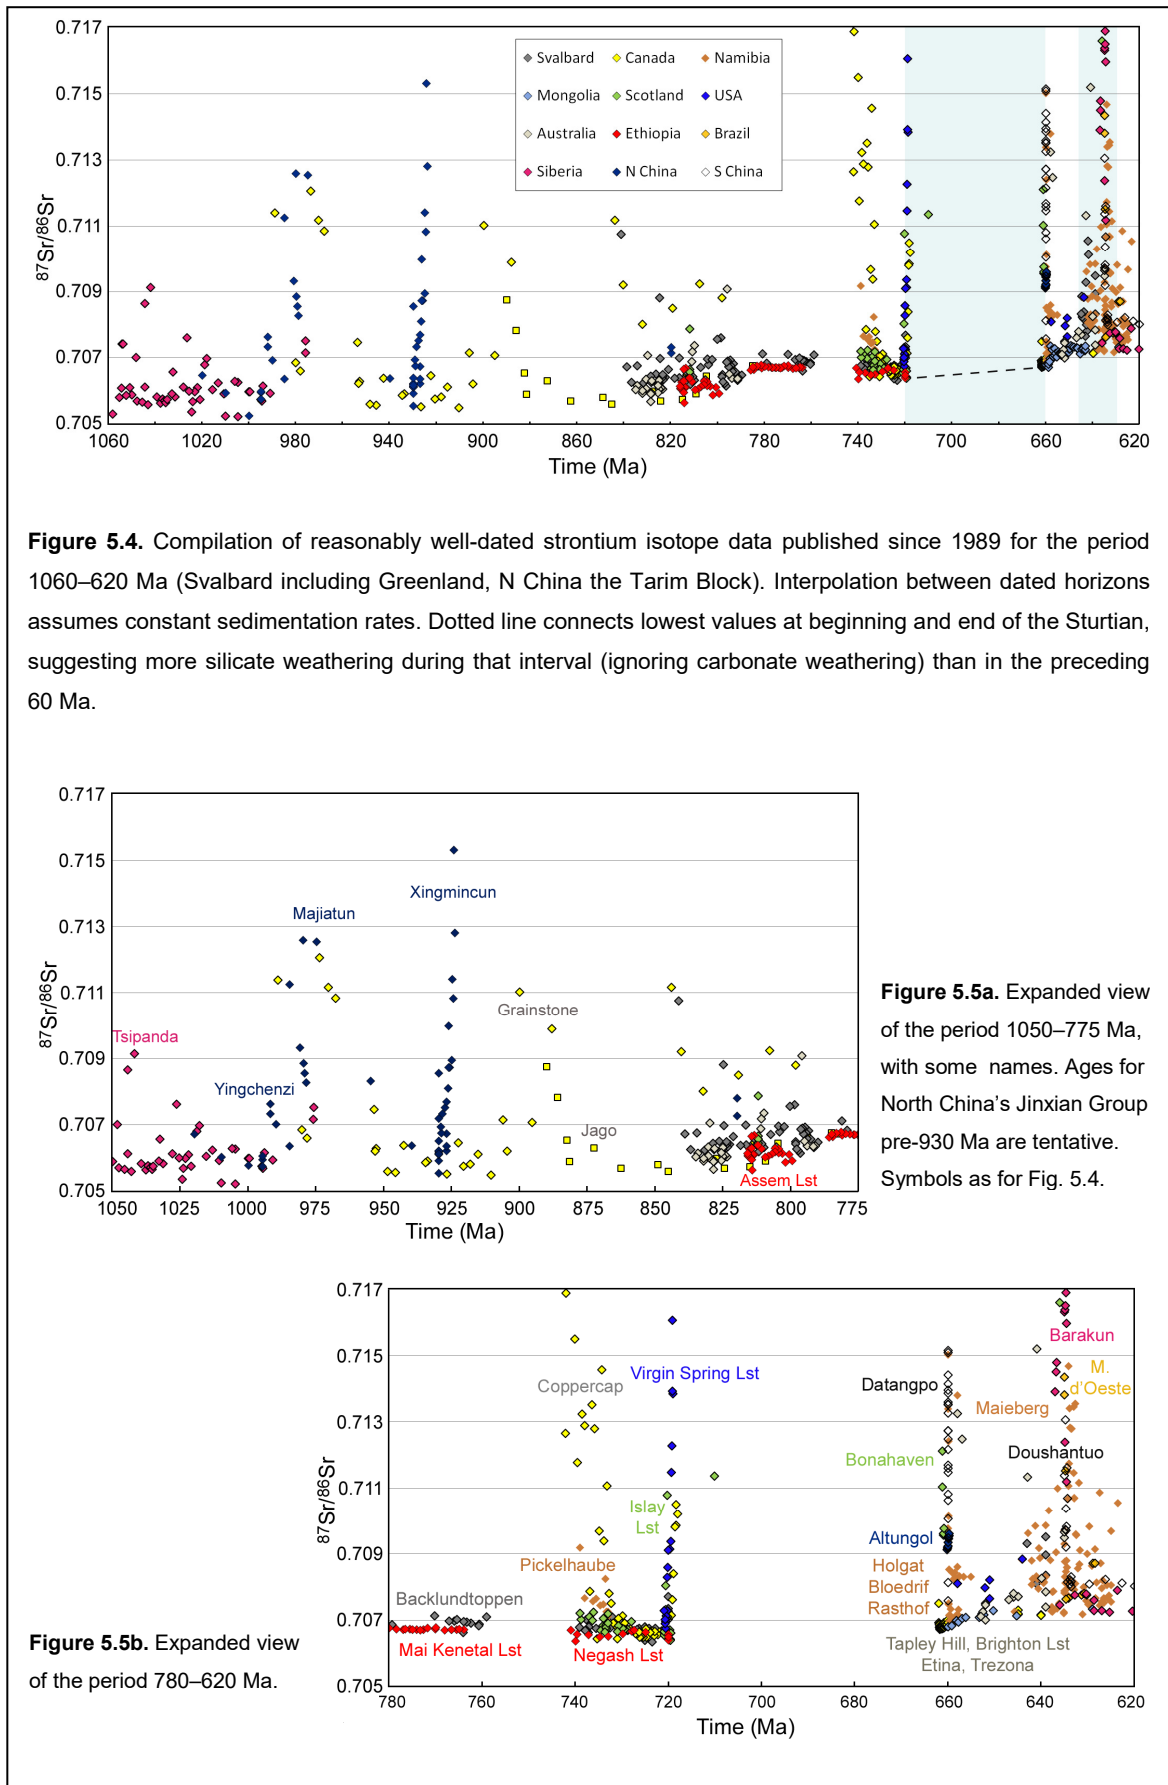 0.717
0.715
0.713
0.711
0.709
0.707
0.705
87Sr/86Sr
Svalbard Canada Namibia
Mongolia Scotland USA
Australia Ethiopia Brazil
Siberia N China S China
1060 1020 980 940 900 860 820 780 740 700 660 620
Time (Ma)
Figure 5.4. Compilation of reasonably well-dated strontium isotope data published since 1989 for the period
1060–620 Ma (Svalbard including Greenland, N China the Tarim Block). Interpolation between dated horizons
assumes constant sedimentation rates. Dotted line connects lowest values at beginning and end of the Sturtian,
suggesting more silicate weathering during that interval (ignoring carbonate weathering) than in the preceding
60 Ma.
0.717
0.715
0.713
0.711
0.709
0.707
0.705
87Sr/86Sr
Xingmincun
Majiatun
Grainstone
Tsipanda
Yingchenzi
Jago
Assem Lst
1050 1025 1000 975 950 925 900 875 850 825 800 775
Time (Ma)
Figure 5.5a. Expanded view
of the period 1050–775 Ma,
with some names. Ages for
North China's Jinxian Group
pre-930 Ma are tentative.
Symbols as for Fig. 5.4.
0.717
0.715
0.713
0.711
0.709
0.707
0.705
87Sr/86Sr
Barakun
Virgin Spring Lst
M.
d'Oeste
Coppercap
Datangpo
Maieberg
Doushantuo
Bonahaven
Islay
Lst
Altungol
Pickelhaube
Holgat
Bloedrif
Rasthof
Backlundtoppen
Mai Kenetal Lst
Negash Lst
Tapley Hill, Brighton Lst
Etina, Trezona
780 760 740 720 700 680 660 640 620
Time (Ma)
Figure 5.5b. Expanded view
of the period 780–620 Ma.